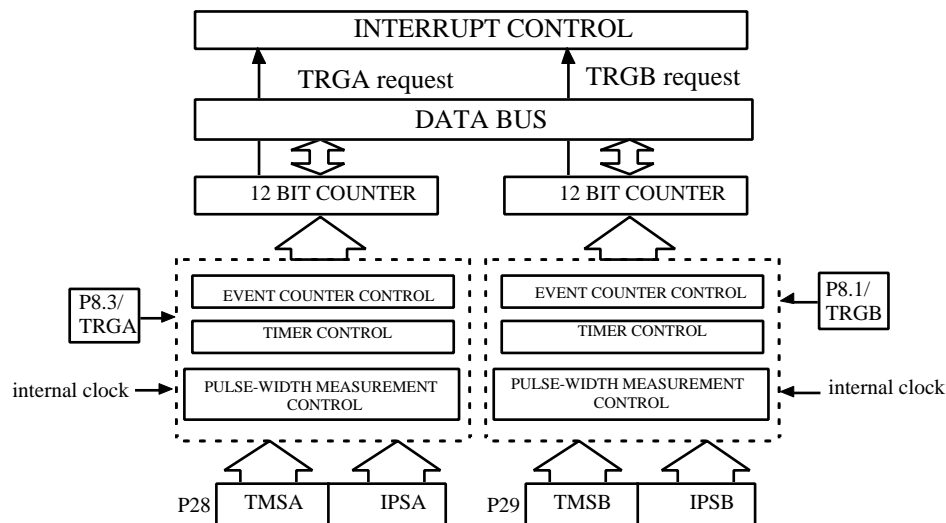 INTERRUPT CONTROL
TRGA request
TRGB request
DATA BUS
12 BIT COUNTER
12 BIT COUNTER
EVENT COUNTER CONTROL
TIMER CONTROL
PULSE-WIDTH MEASUREMENT
CONTROL
P8.3/
TRGA
internal clock
EVENT COUNTER CONTROL
TIMER CONTROL
PULSE-WIDTH MEASUREMENT
CONTROL
P8.1/
TRGB
internal clock
P28
TMSA
IPSA
P29
TMSB
IPSB